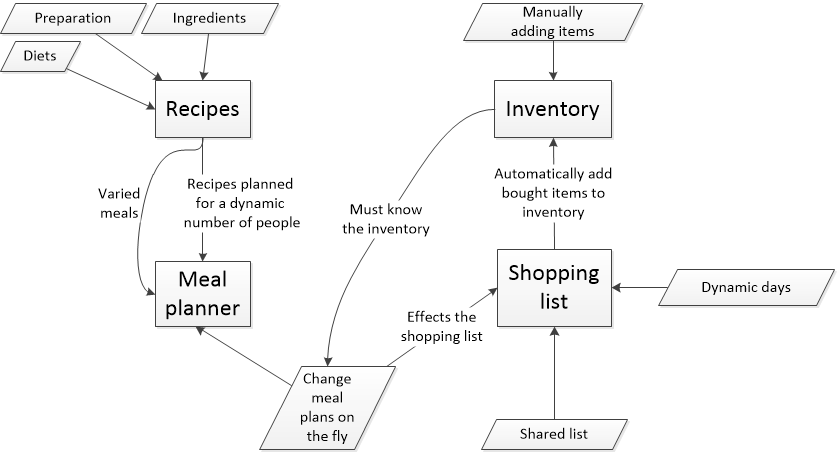 Preparation
Ingredients
Diets
Recipes
Manually
adding items
Inventory
Varied
meals
Recipes planned
for a dynamic
number of people
Must know
the inventory
Automatically add
bought items to
inventory
Meal
planner
Shopping
list
Dynamic days
Effects the
shopping list
Change
meal
plans on
the fly
Shared list